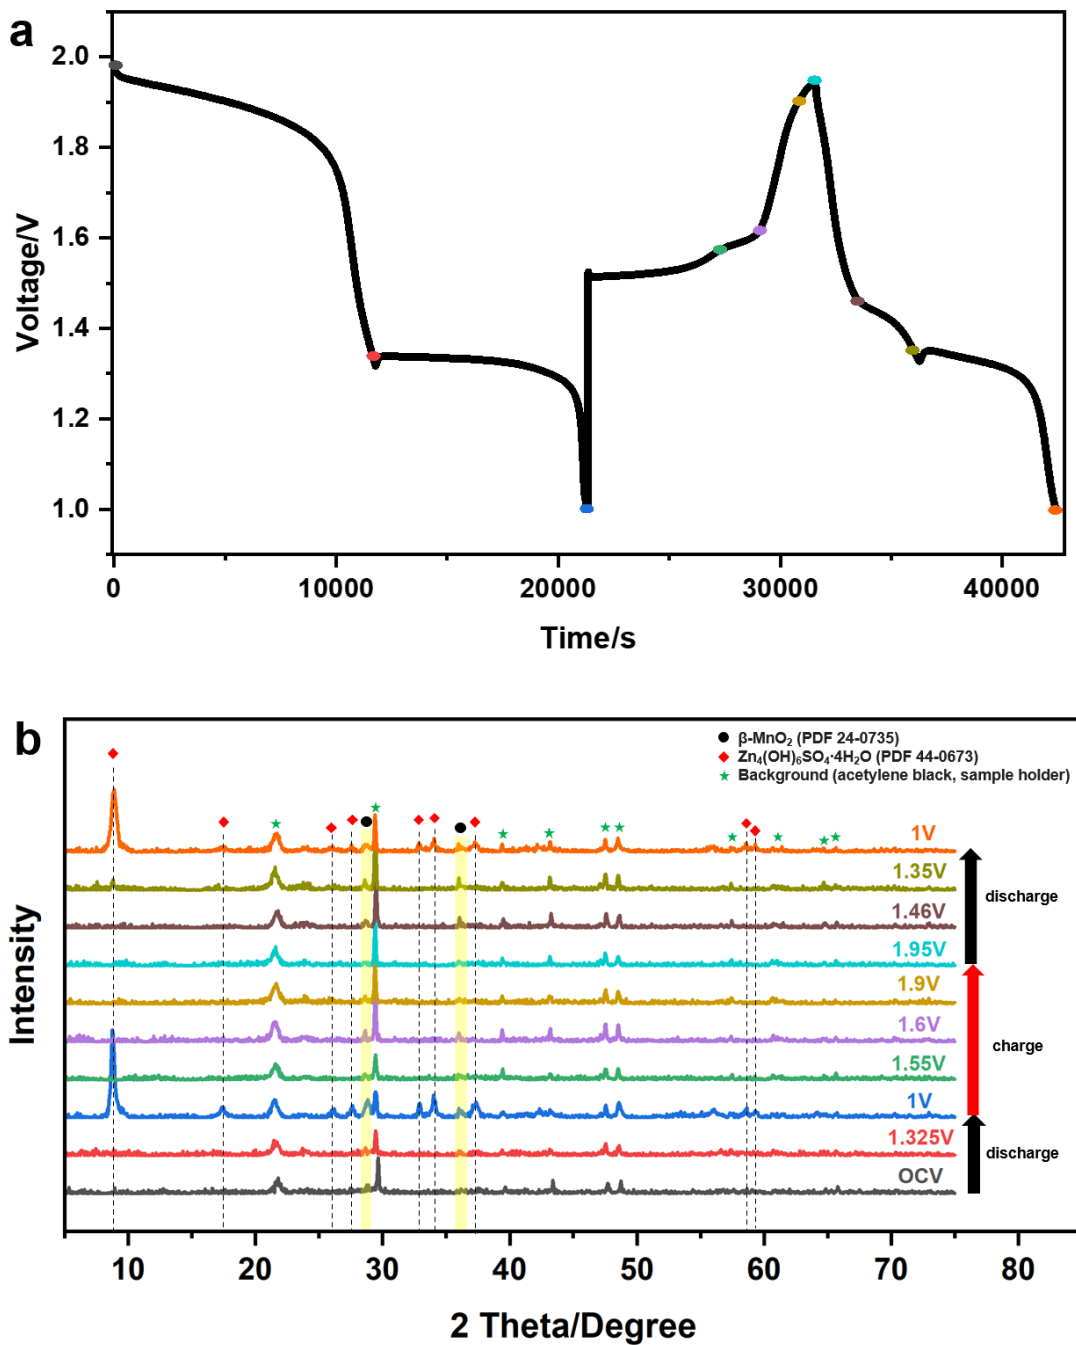 a
2.0
1.8
1.6
1.4
1.2
1.0
Voltage/V
0
10000
20000
30000
40000
Time/s
b
β-MnO₂ (PDF 24-0735)
Zn₄(OH)₆SO₄·4H₂O (PDF 44-0673)
Background (acetylene black, sample holder)
1V
1.35V
discharge
1.46V
1.95V
1.9V
1.6V
charge
1.55V
1V
1.325V
discharge
OCV
Intensity
10
20
30
40
50
60
70
80
2 Theta/Degree